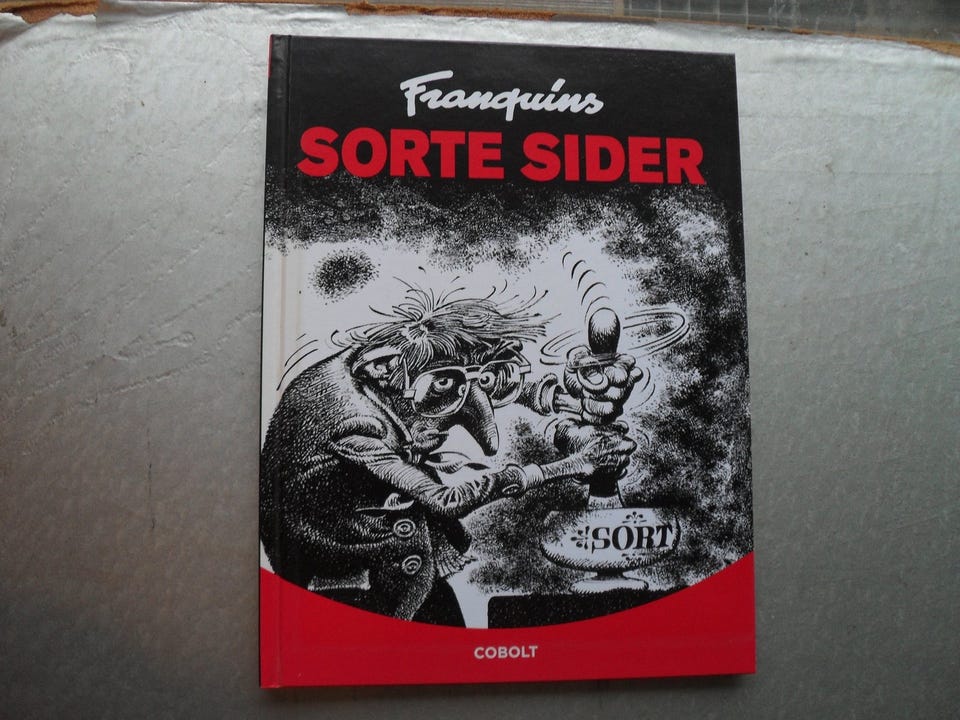 Franquins
SORTE SIDER
SORT
COBOLT